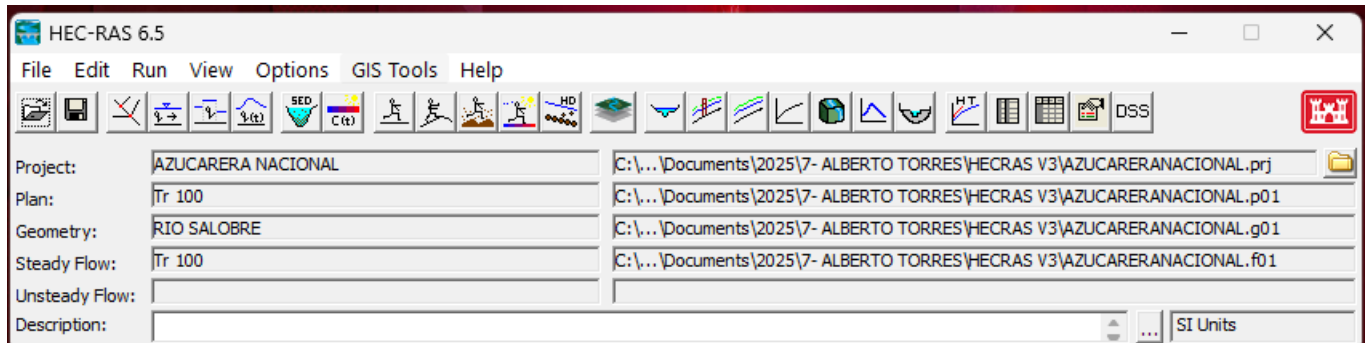 HEC-RAS 6.5
File Edit Run View Options GIS Tools Help
SED C(t) HD HT DSS
Project: AZUCARERA NACIONAL C:\...\Documents\2025\7- ALBERTO TORRES\HECRAS V3\AZUCARERANACIONAL.prj
Plan: Tr 100 C:\...\Documents\2025\7- ALBERTO TORRES\HECRAS V3\AZUCARERANACIONAL.p01
Geometry: RIO SALOBRE C:\...\Documents\2025\7- ALBERTO TORRES\HECRAS V3\AZUCARERANACIONAL.g01
Steady Flow: Tr 100 C:\...\Documents\2025\7- ALBERTO TORRES\HECRAS V3\AZUCARERANACIONAL.f01
Unsteady Flow:
Description: ... SI Units